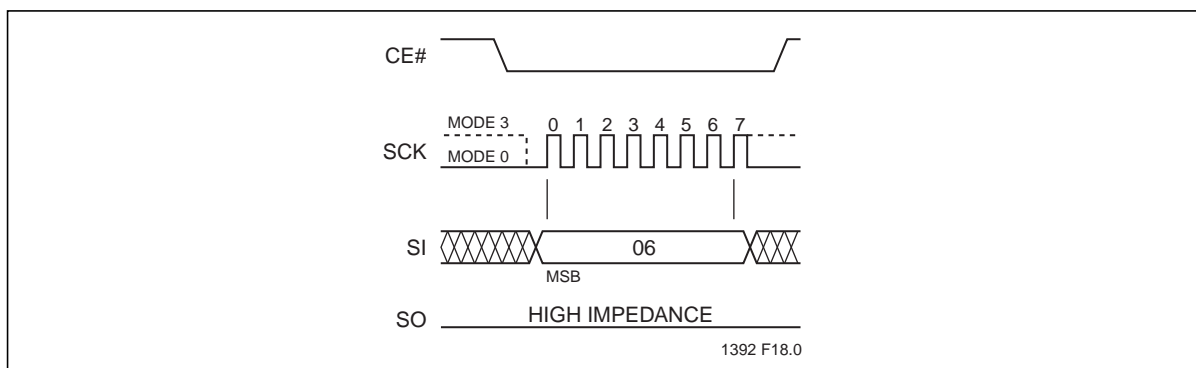 CE#
MODE 3
0 1 2 3 4 5 6 7
SCK
MODE 0
SI
06
MSB
SO
HIGH IMPEDANCE
1392 F18.0